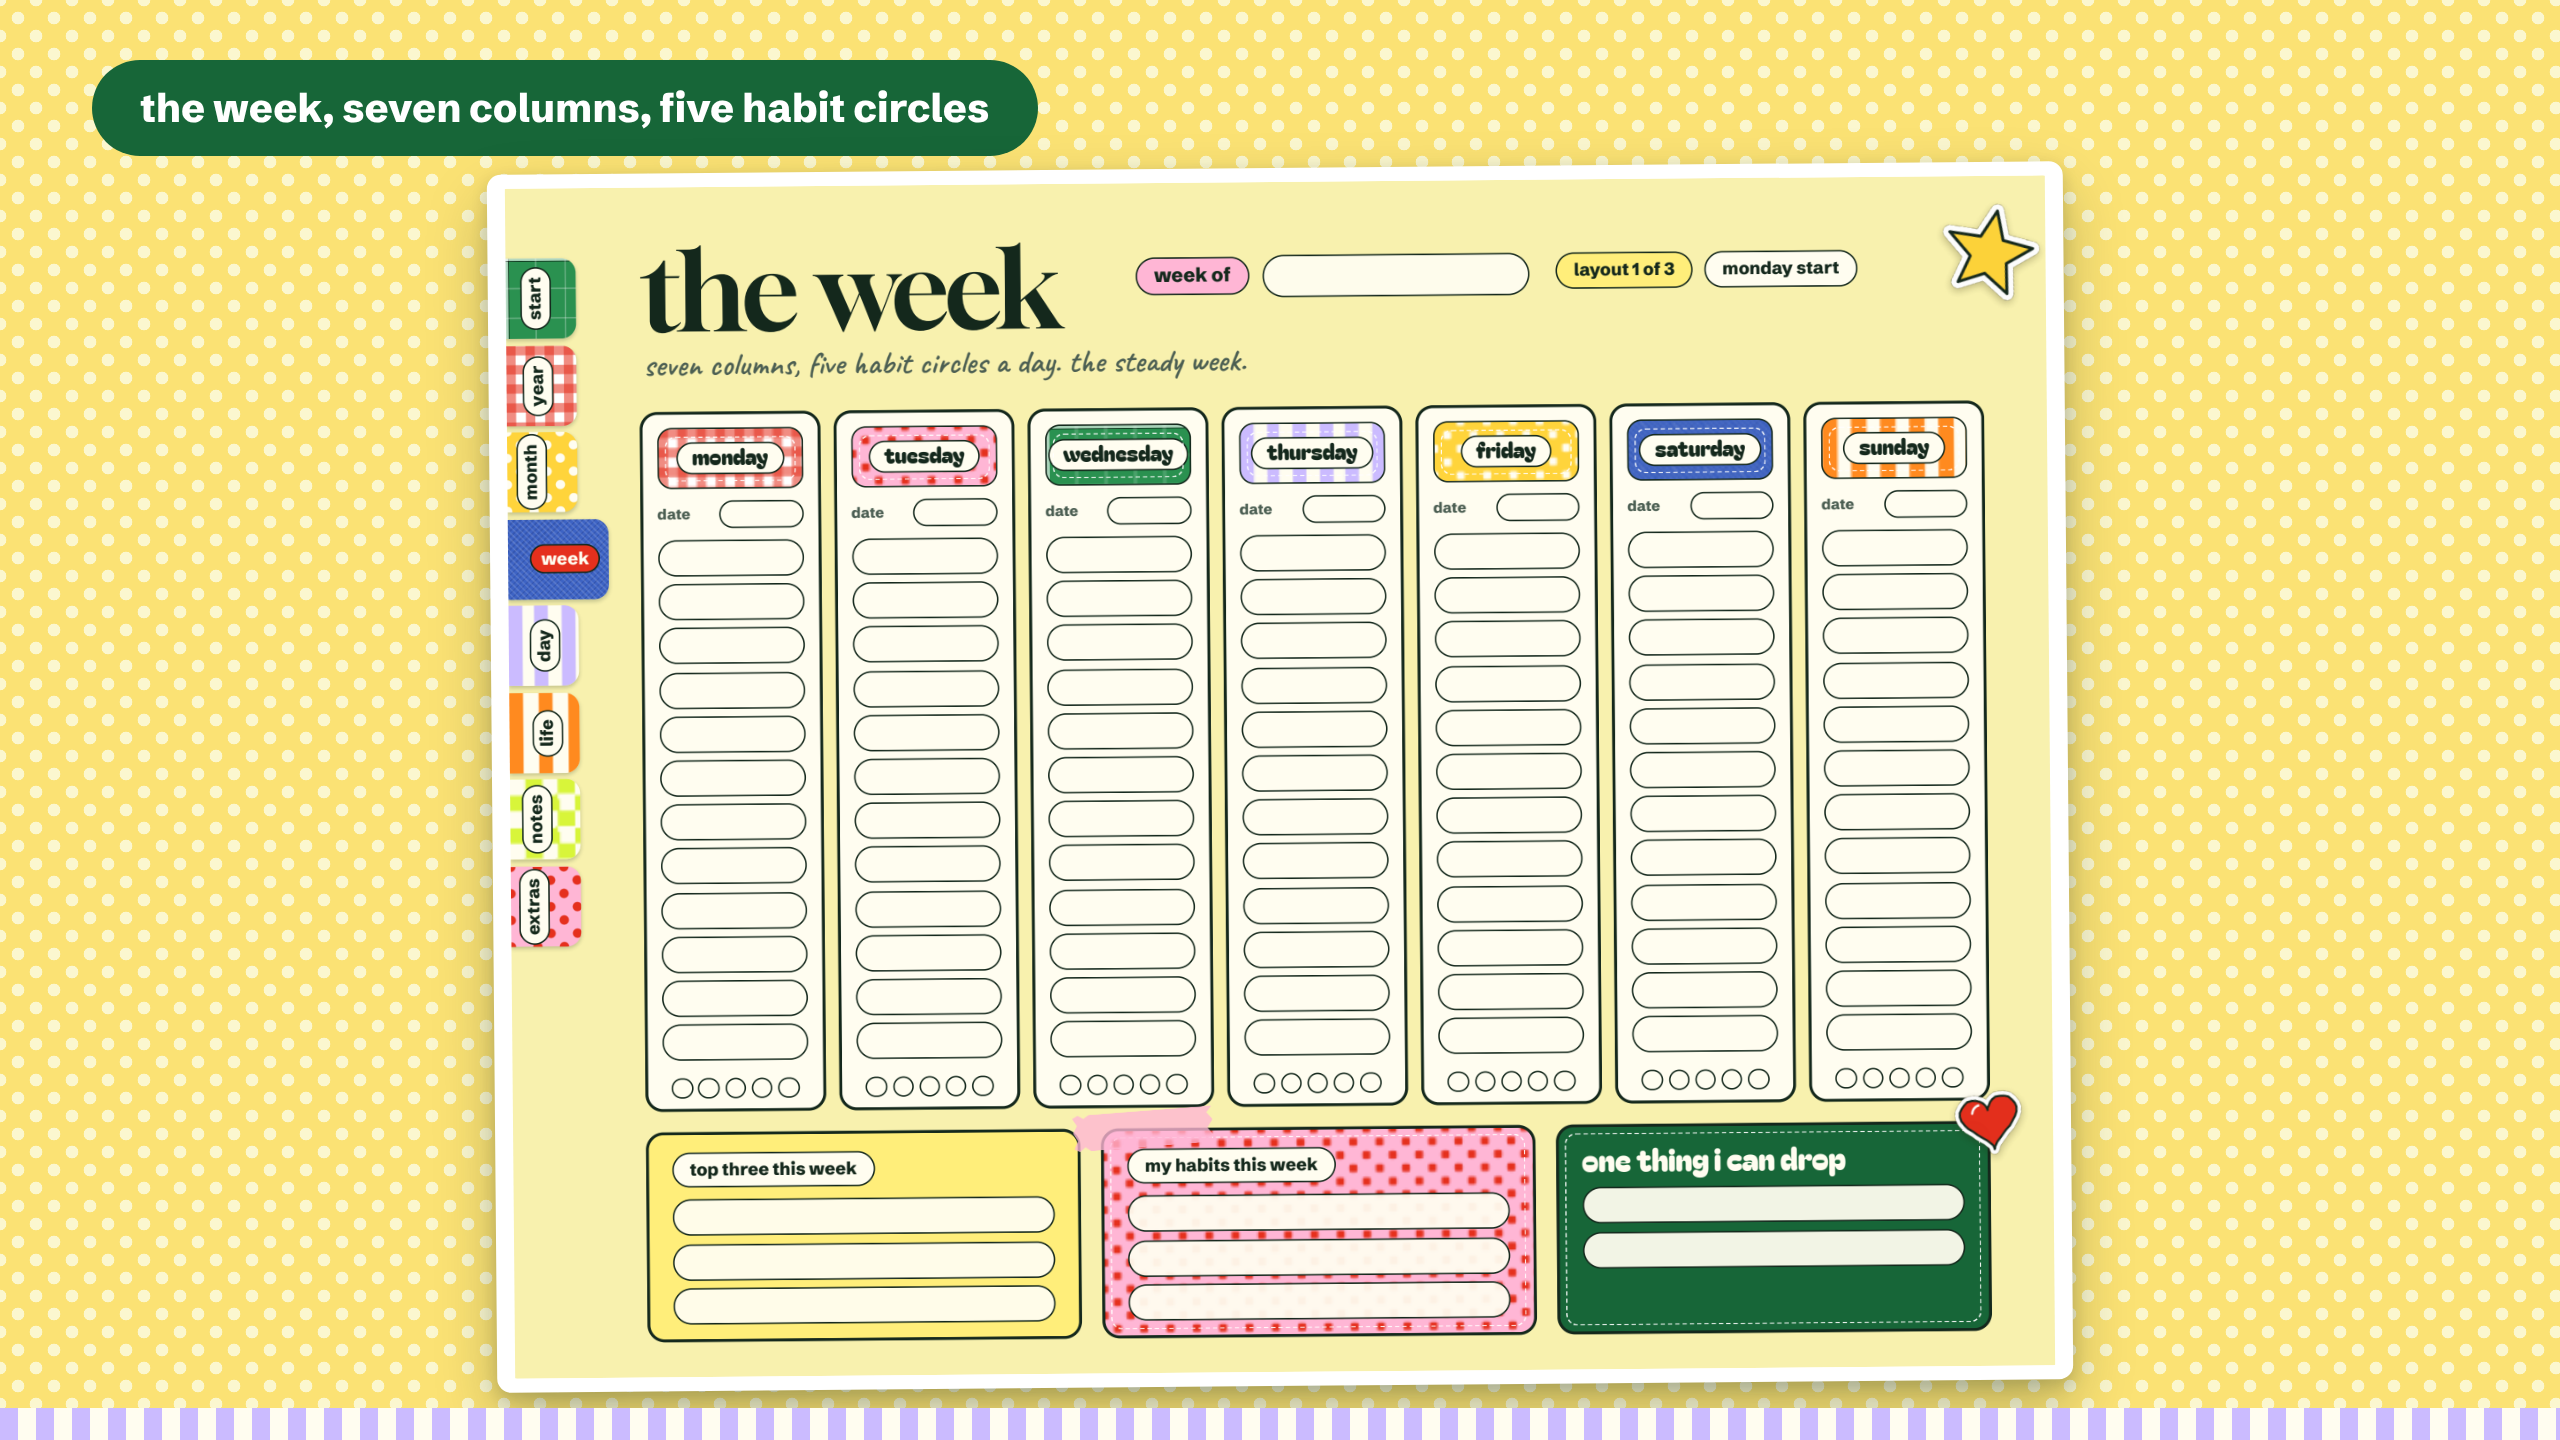 the week, seven columns, five habit circles
the week
week of
layout 1 of 3
monday start
seven columns, five habit circles a day. the steady week.
start
year
month
week
day
life
notes
extras
monday
tuesday
wednesday
thursday
friday
saturday
sunday
date
date
date
date
date
date
date
top three this week
my habits this week
one thing i can drop